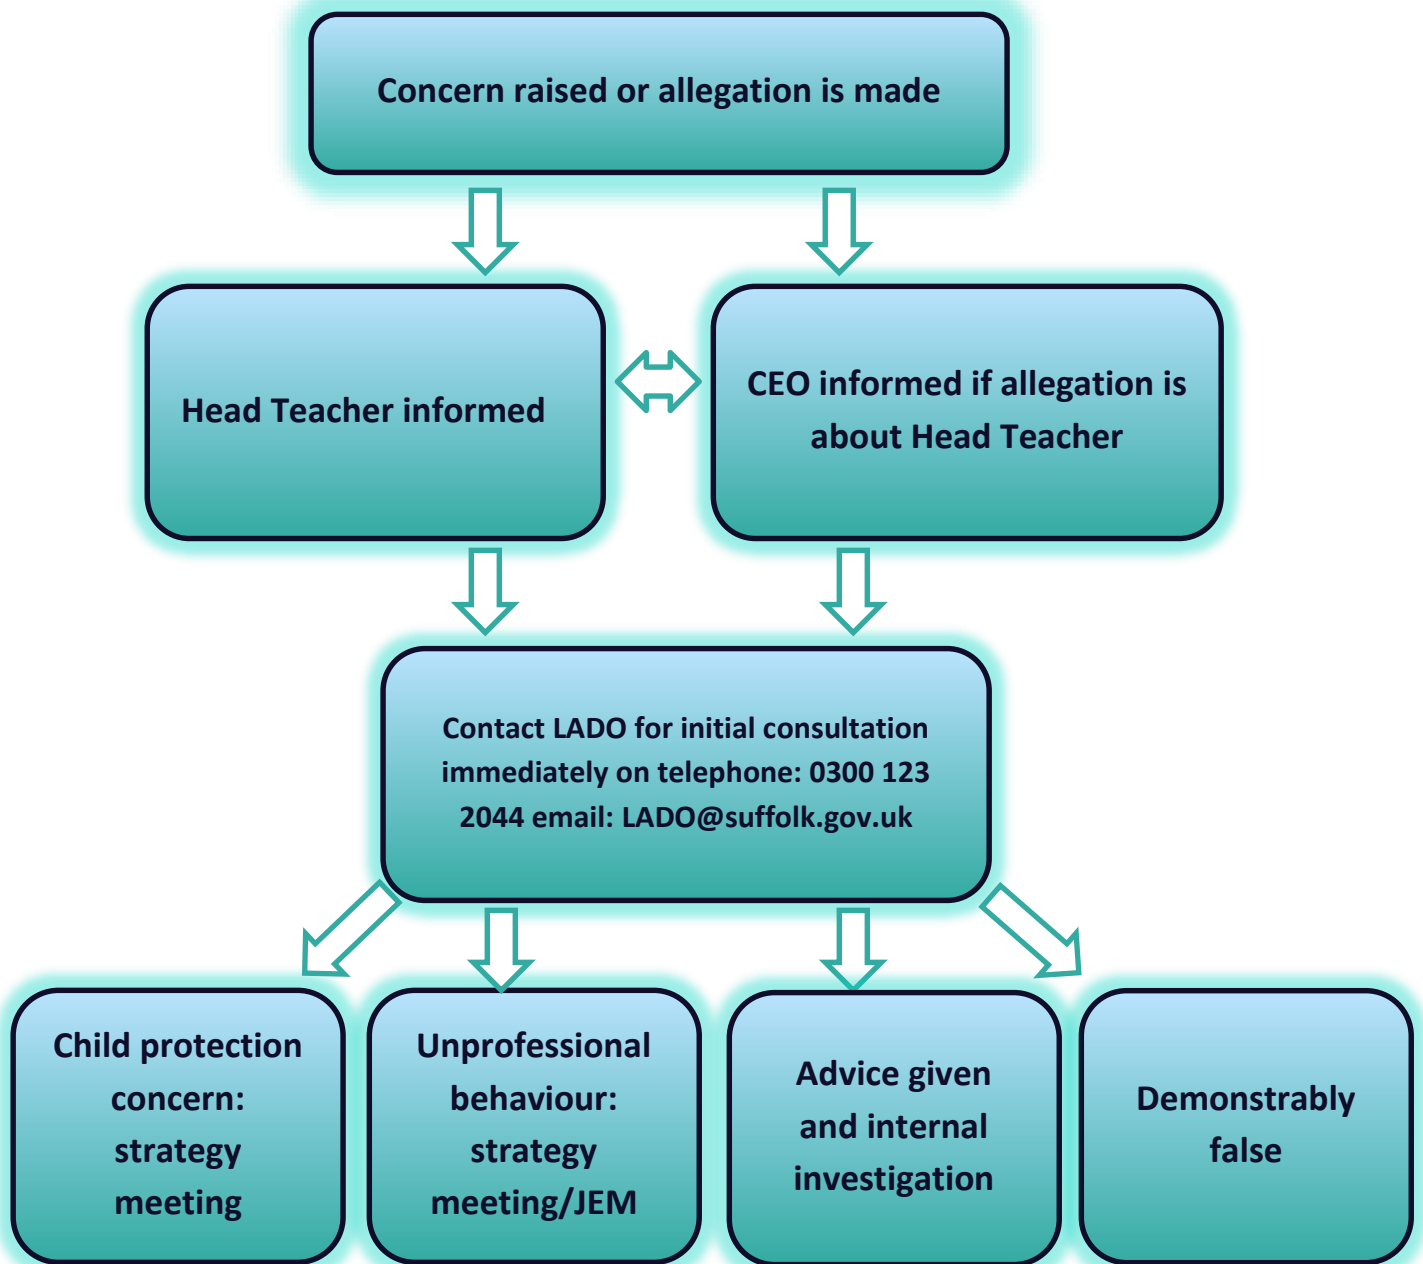 Concern raised or allegation is made
Head Teacher informed
CEO informed if allegation is
about Head Teacher
Contact LADO for initial consultation
immediately on telephone: 0300 123
2044 email: LADO@suffolk.gov.uk
Child protection
concern:
strategy
meeting
Unprofessional
behaviour:
strategy
meeting/JEM
Advice given
and internal
investigation
Demonstrably
false